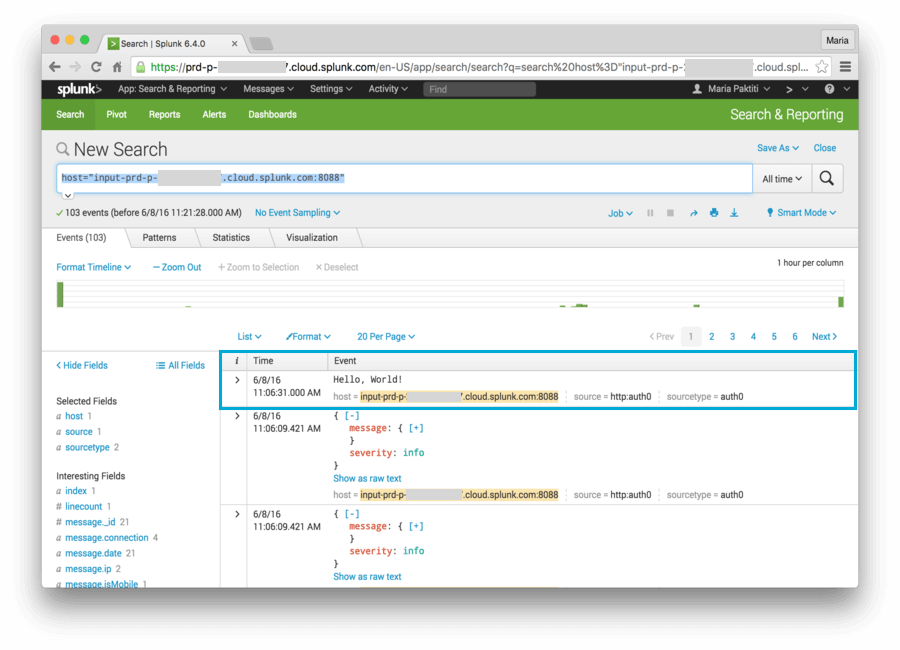 Search | Splunk 6.4.0
Maria
https://prd-p- 7.cloud.splunk.com/en-US/app/search/search?q=search%20host%3D"input-prd-p- .cloud.spl...
splunk> App: Search & Reporting Messages Settings Activity Find Maria Paktiti
Search Pivot Reports Alerts Dashboards Search & Reporting
New Search Save As Close
host="input-prd-p- .cloud.splunk.com:8088" All time
103 events (before 6/8/16 11:21:28.000 AM) No Event Sampling Job Smart Mode
Events (103) Patterns Statistics Visualization
Format Timeline — Zoom Out + Zoom to Selection × Deselect 1 hour per column
List Format 20 Per Page < Prev 1 2 3 4 5 6 Next >
< Hide Fields All Fields
Selected Fields
a host 1
a source 1
a sourcetype 2
Interesting Fields
a index 1
# linecount 1
# message._id 21
a message.connection 4
a message.date 21
a message.ip 2
a message.isMobile 1
i Time Event
> 6/8/16 Hello, World!
11:06:31.000 AM
host = input-prd-p- 7.cloud.splunk.com:8088 source = http:auth0 sourcetype = auth0
> 6/8/16 { [-]
11:06:09.421 AM message: { [+]
}
severity: info
}
Show as raw text
host = input-prd-p- 7.cloud.splunk.com:8088 source = http:auth0 sourcetype = auth0
> 6/8/16 { [-]
11:06:09.421 AM message: { [+]
}
severity: info
}
Show as raw text